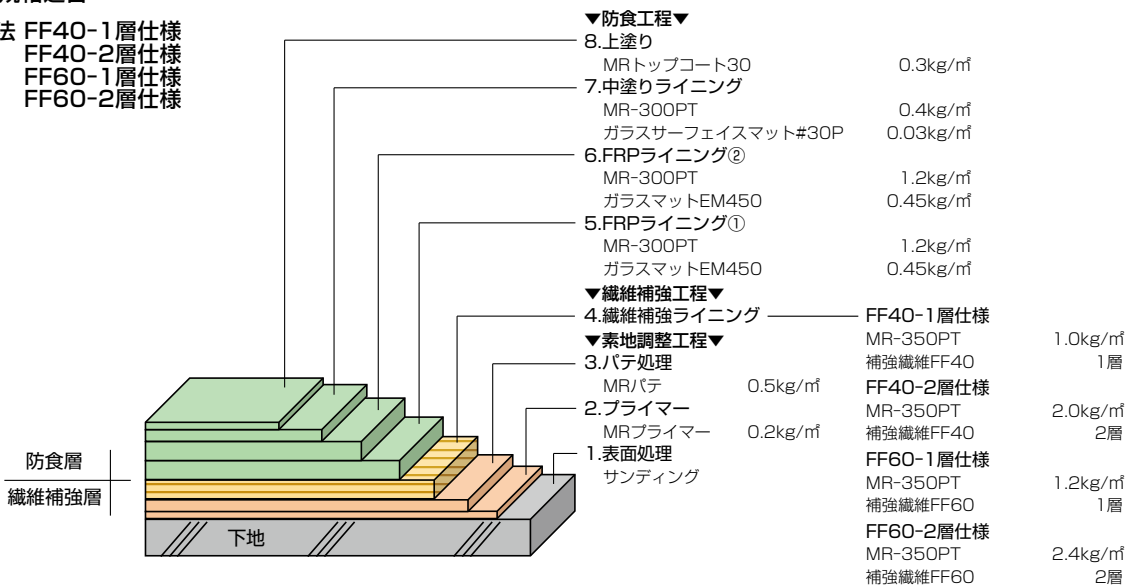 法 FF40-1層仕様
FF40-2層仕様
FF60-1層仕様
FF60-2層仕様
▼防食工程▼
8.上塗り
MRトップコート30 0.3kg/㎡
7.中塗りライニング
MR-300PT 0.4kg/㎡
ガラスサーフェイスマット#30P 0.03kg/㎡
6.FRPライニング②
MR-300PT 1.2kg/㎡
ガラスマットEM450 0.45kg/㎡
5.FRPライニング①
MR-300PT 1.2kg/㎡
ガラスマットEM450 0.45kg/㎡
▼繊維補強工程▼
4.繊維補強ライニング
▼素地調整工程▼
3.パテ処理
MRパテ 0.5kg/㎡
2.プライマー
MRプライマー 0.2kg/㎡
1.表面処理
サンディング
FF40-1層仕様
MR-350PT 1.0kg/㎡
補強繊維FF40 1層
FF40-2層仕様
MR-350PT 2.0kg/㎡
補強繊維FF40 2層
FF60-1層仕様
MR-350PT 1.2kg/㎡
補強繊維FF60 1層
FF60-2層仕様
MR-350PT 2.4kg/㎡
補強繊維FF60 2層
防食層
繊維補強層
下地